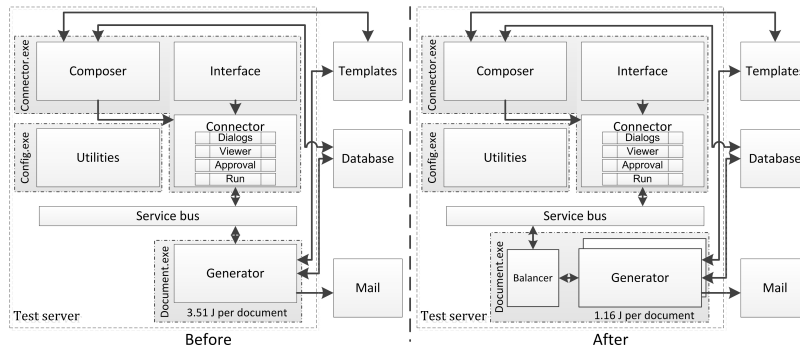 Connector.exe
Composer
Interface
Templates
Connector
Dialogs
Viewer
Approval
Run
Config.exe
Utilities
Database
Service bus
Document.exe
Generator
Mail
3.51 J per document
Test server
Before
Connector.exe
Composer
Interface
Templates
Connector
Dialogs
Viewer
Approval
Run
Config.exe
Utilities
Database
Service bus
Document.exe
Balancer
Generator
Mail
1.16 J per document
Test server
After